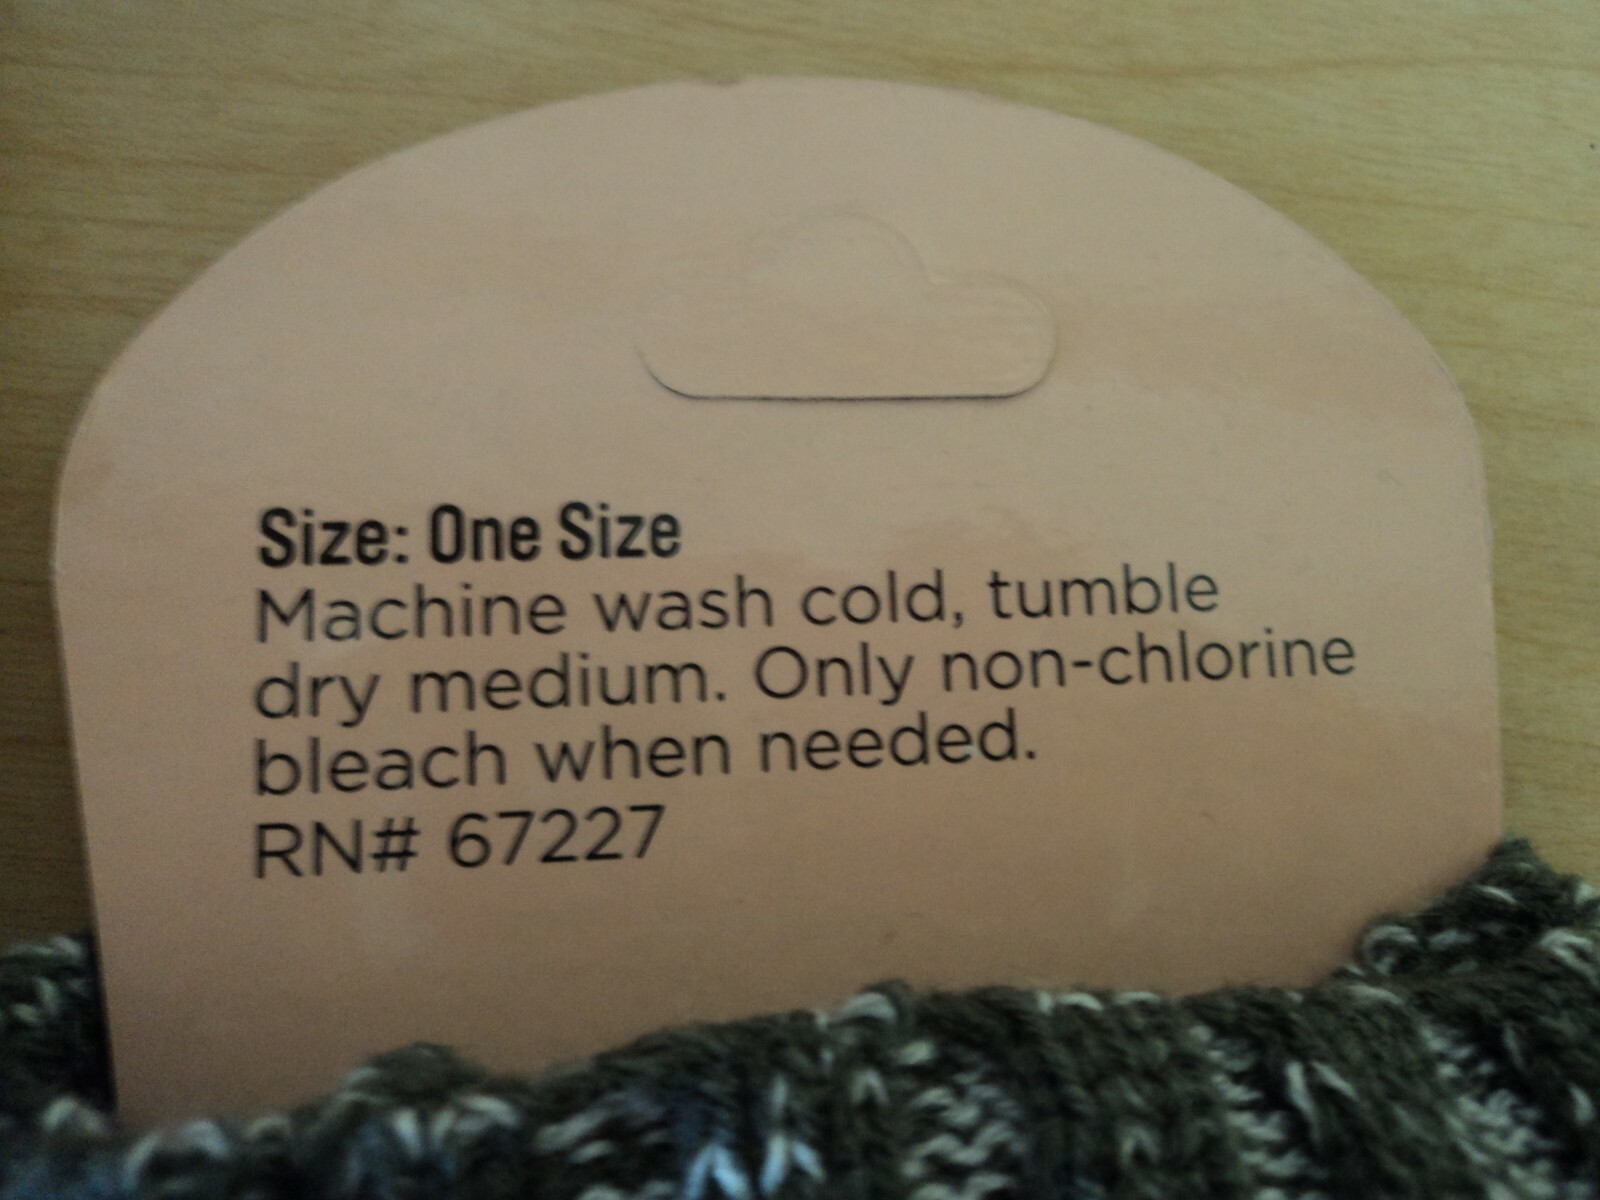 Size: One Size
Machine wash cold, tumble
dry medium. Only non-chlorine
bleach when needed.
RN# 67227